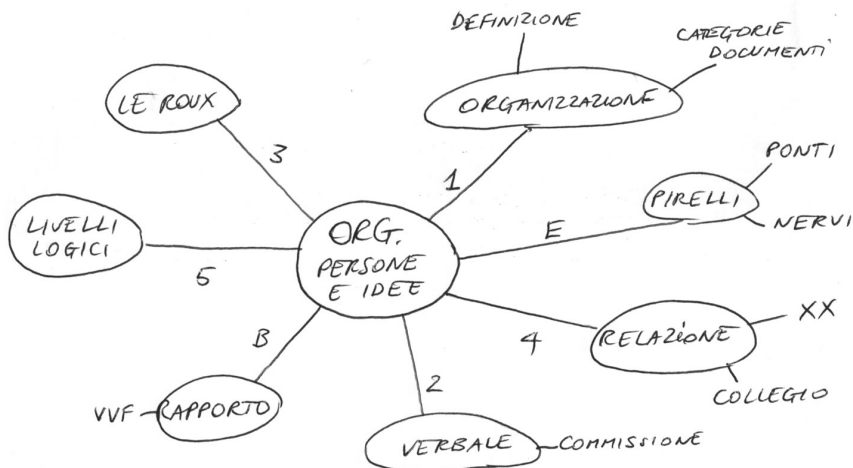 DEFINIZIONE
CATEGORIE
DOCUMENTI
ORGANIZZAZIONE
LE ROUX
3
1
PONTI
PIRELLI
NERVI
E
LIVELLI
LOGICI
5
ORG.
PERSONE
E IDEE
4
RELAZIONE
XX
COLLEGIO
B
2
VVF
RAPPORTO
VERBALE
COMMISSIONE